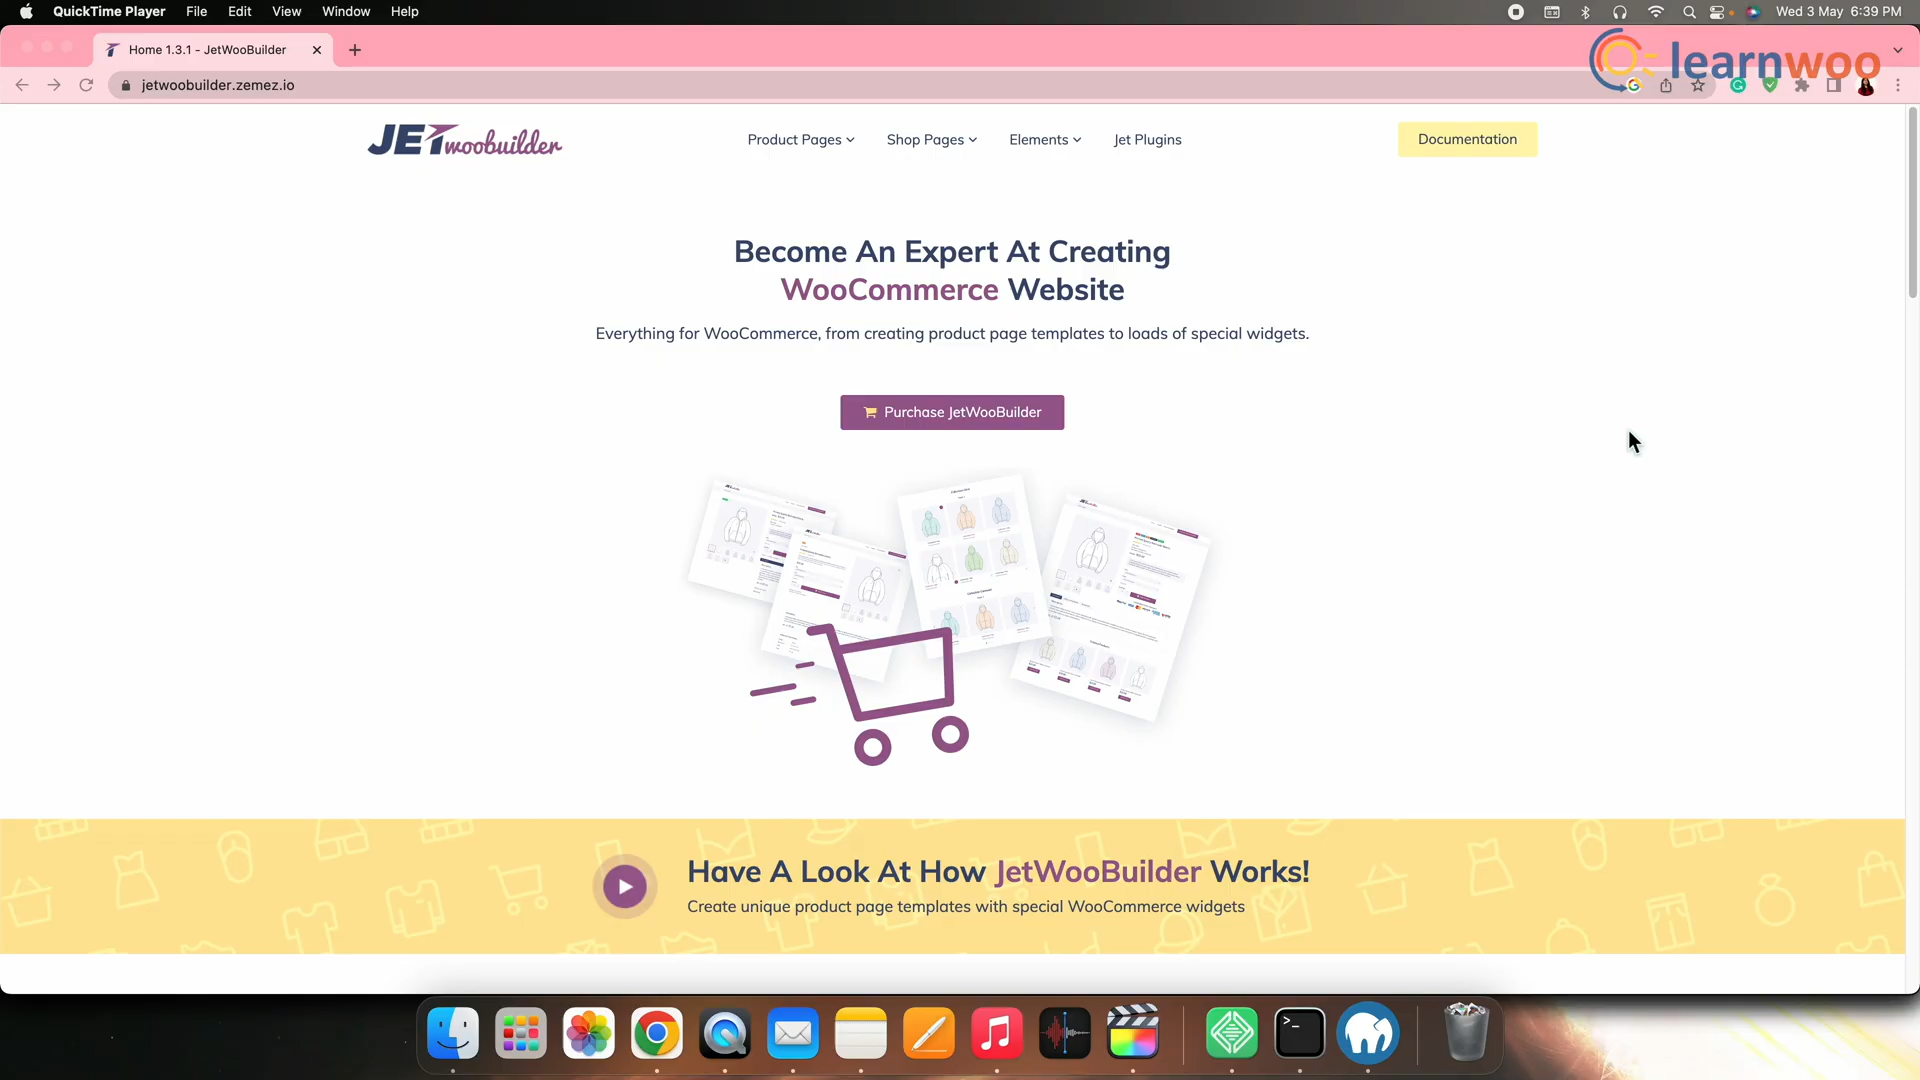 QuickTime Player File Edit View Window Help Wed 3 May 6:39 PM
Home 1.3.1 - JetWooBuilder
learnwoo
jetwoobuilder.zemez.io
JETwoobuilder
Product Pages Shop Pages Elements Jet Plugins Documentation
Become An Expert At Creating
WooCommerce Website
Everything for WooCommerce, from creating product page templates to loads of special widgets.
Purchase JetWooBuilder
Have A Look At How JetWooBuilder Works!
Create unique product page templates with special WooCommerce widgets